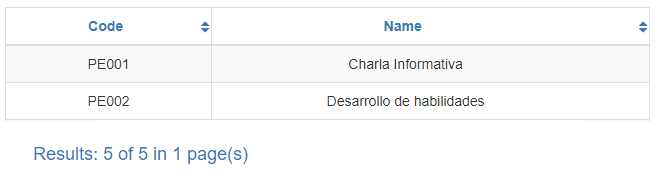 Code Name
PE001 Charla Informativa
PE002 Desarrollo de habilidades
Results: 5 of 5 in 1 page(s)